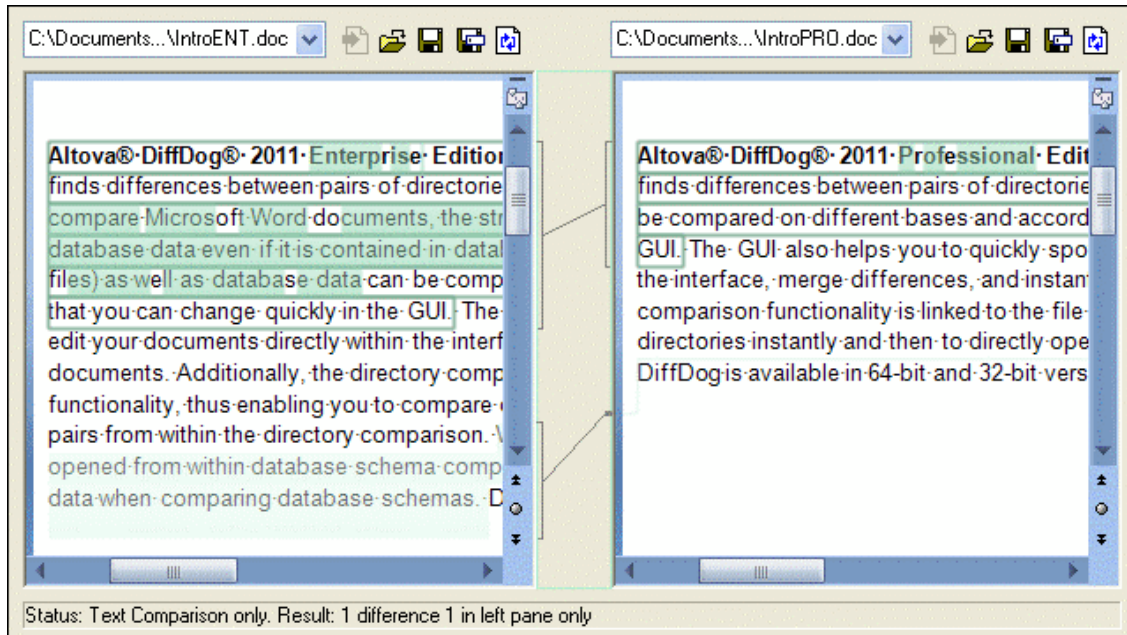 C:\Documents...\IntroENT.doc
Altova®·DiffDog®·2011·Enterprise·Edition
finds·differences·between·pairs·of·directorie
compare·Microsoft·Word·documents,·the·str
database·data·even·if·it·is·contained·in·datal
files)·as·well·as·database·data·can·be·comp
that·you·can·change·quickly·in·the·GUI.·The
edit·your·documents·directly·within·the·interf
documents.·Additionally,·the·directory·comp
functionality,·thus·enabling·you·to·compare·
pairs·from·within·the·directory·comparison.·
opened·from·within·database·schema·comp
data·when·comparing·database·schemas.·D
C:\Documents...\IntroPRO.doc
Altova®·DiffDog®·2011·Professional·Edit
finds·differences·between·pairs·of·directorie
be·compared·on·different·bases·and·accord
GUI.·The·GUI·also·helps·you·to·quickly·spo
the·interface,·merge·differences,·and·instan
comparison·functionality·is·linked·to·the·file·
directories·instantly·and·then·to·directly·ope
DiffDog·is·available·in·64-bit·and·32-bit·vers
Status: Text Comparison only. Result: 1 difference 1 in left pane only